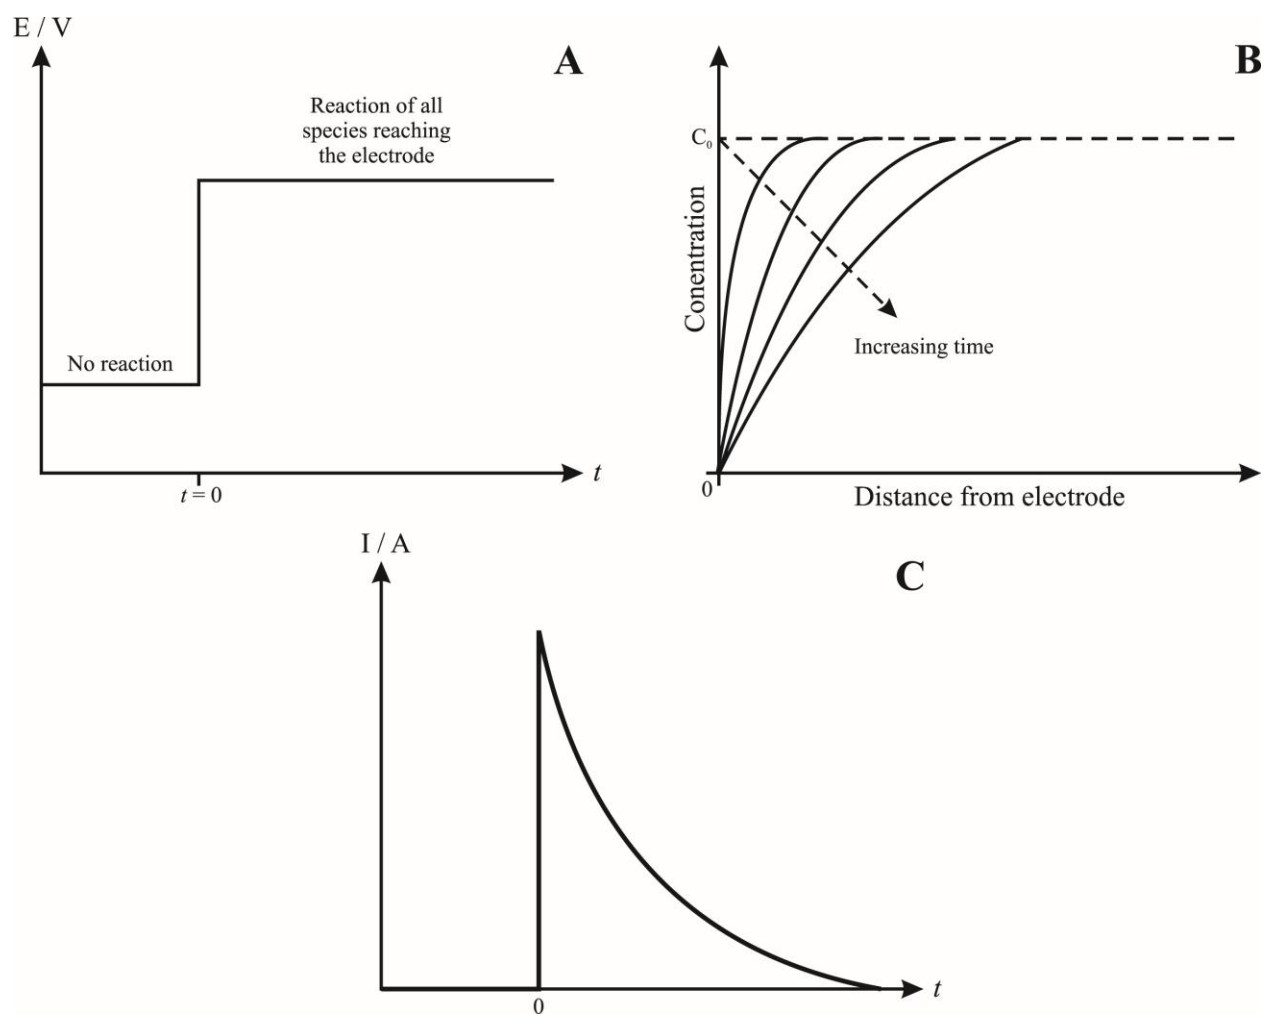 E / V
A
Reaction of all
species reaching
the electrode
No reaction
t = 0
t
B
C₀
Conentration
Increasing time
0
Distance from electrode
I / A
C
0
t